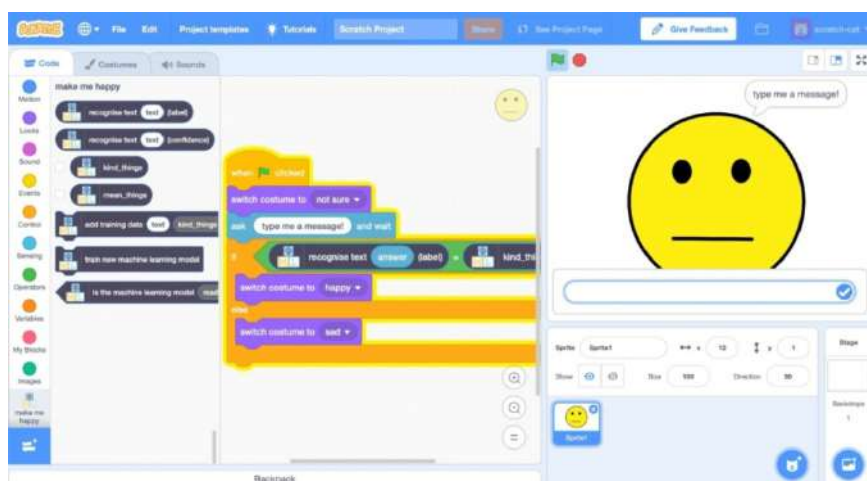 SCRATCH File Edit Project templates Tutorials Scratch Project Share See Project Page Give Feedback scratch-cat
Code Costumes Sounds
Motion
Looks
Sound
Events
Control
Sensing
Operators
Variables
My Blocks
Images
make me happy
make me happy
recognise text text (label)
recognise text text (confidence)
kind_things
mean_things
add training data text kind_things
train new machine learning model
is the machine learning model
when clicked
switch costume to not sure
ask type me a message! and wait
if recognise text answer (label) =
switch costume to happy
else
switch costume to sad
type me a message!
Sprite Sprite1 x 12 y 1
Show Size 100 Direction 90
Sprite1
Stage
Backdrops
1
Backpack